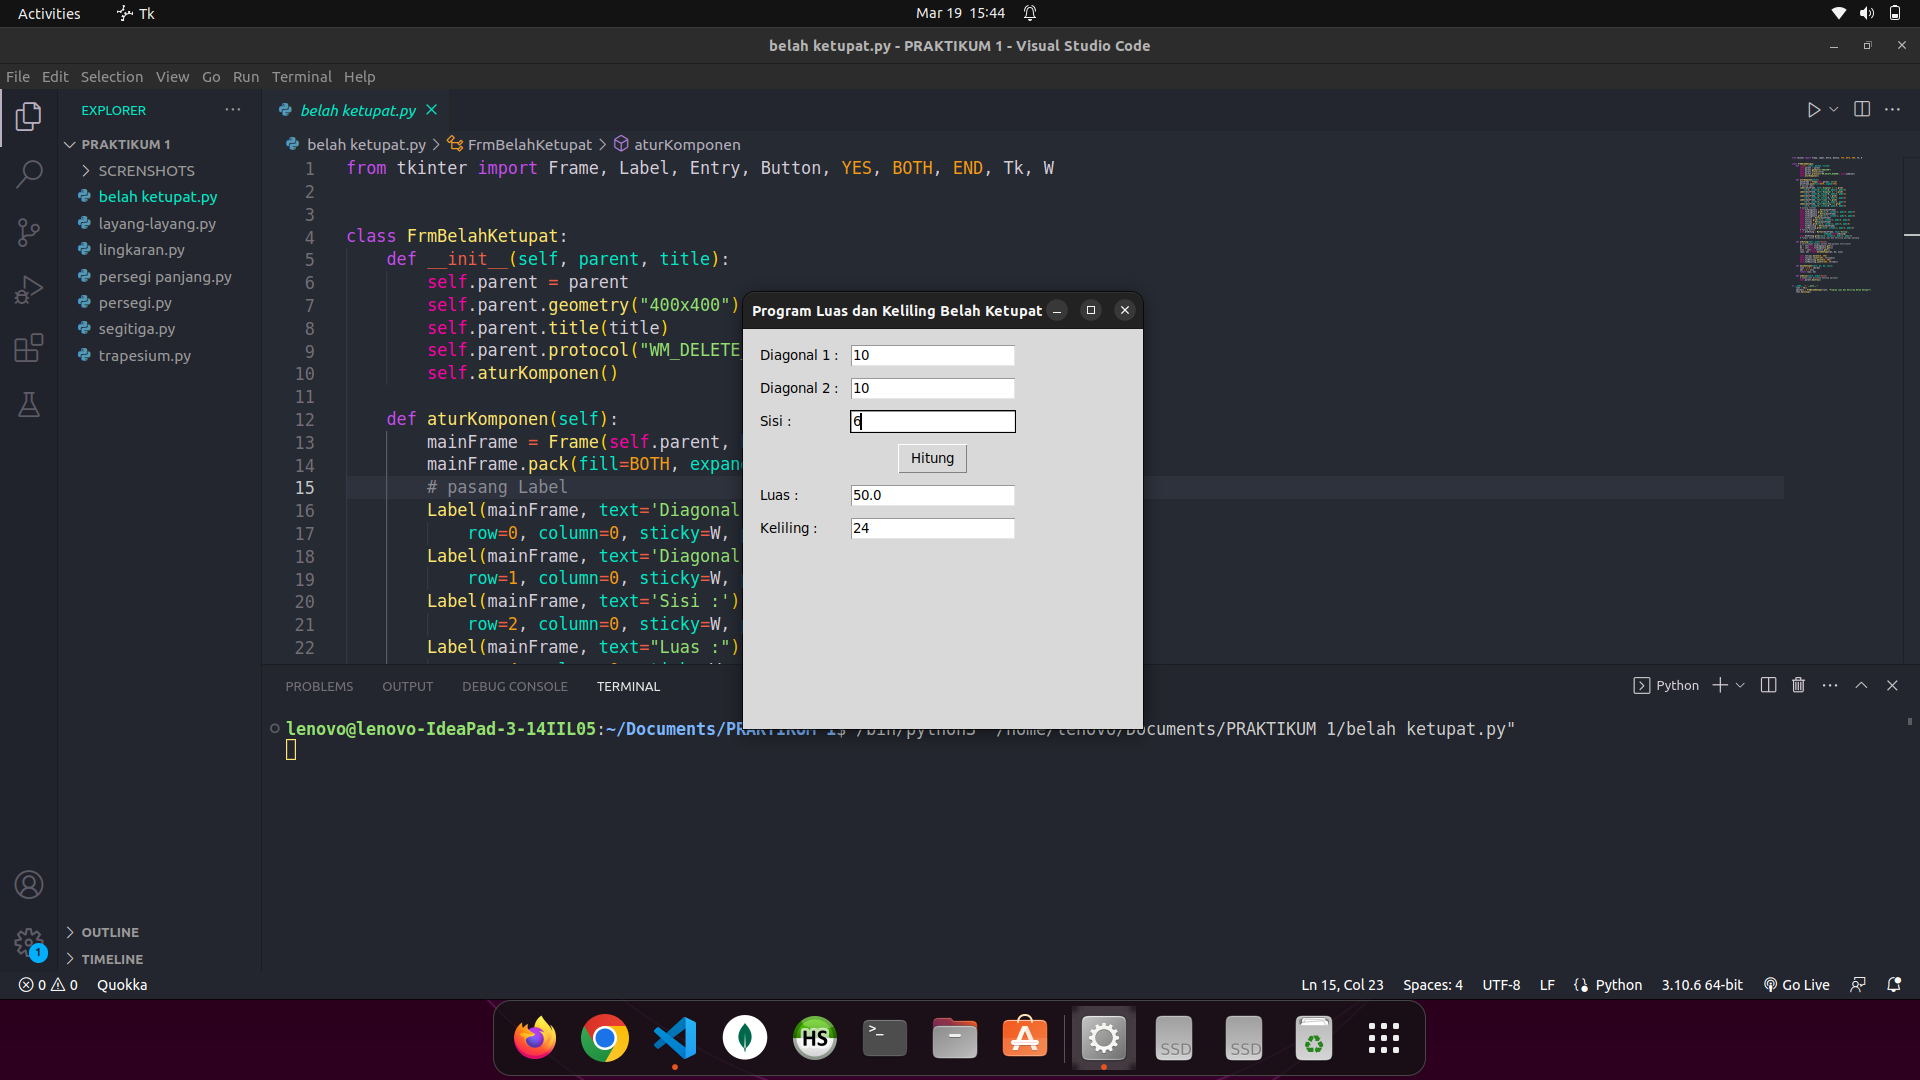 Activities
Tk
Mar 19 15:44
belah ketupat.py - PRAKTIKUM 1 - Visual Studio Code
File Edit Selection View Go Run Terminal Help
EXPLORER
PRAKTIKUM 1
SCRENSHOTS
belah ketupat.py
layang-layang.py
lingkaran.py
persegi panjang.py
persegi.py
segitiga.py
trapesium.py
OUTLINE
TIMELINE
belah ketupat.py
belah ketupat.py > FrmBelahKetupat > aturKomponen
1 from tkinter import Frame, Label, Entry, Button, YES, BOTH, END, Tk, W
2
3
4 class FrmBelahKetupat:
5 def __init__(self, parent, title):
6 self.parent = parent
7 self.parent.geometry("400x400")
8 self.parent.title(title)
9 self.parent.protocol("WM_DELETE_
10 self.aturKomponen()
11
12 def aturKomponen(self):
13 mainFrame = Frame(self.parent,
14 mainFrame.pack(fill=BOTH, expan
15 # pasang Label
16 Label(mainFrame, text='Diagonal
17 row=0, column=0, sticky=W,
18 Label(mainFrame, text='Diagonal
19 row=1, column=0, sticky=W,
20 Label(mainFrame, text='Sisi :')
21 row=2, column=0, sticky=W,
22 Label(mainFrame, text="Luas :")
Program Luas dan Keliling Belah Ketupat
Diagonal 1 : 10
Diagonal 2 : 10
Sisi : 6
Hitung
Luas : 50.0
Keliling : 24
PROBLEMS OUTPUT DEBUG CONSOLE TERMINAL
Python
lenovo@lenovo-IdeaPad-3-14IIL05:~/Documents/PRAKTIKUM 1$ /bin/python3 "/home/lenovo/Documents/PRAKTIKUM 1/belah ketupat.py"
1
0 0 Quokka
Ln 15, Col 23 Spaces: 4 UTF-8 LF Python 3.10.6 64-bit Go Live
HS
>_
SSD
SSD